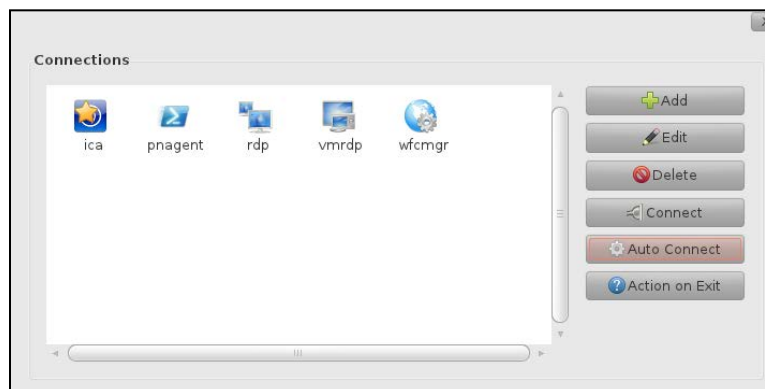 Connections
ica
pnagent
rdp
vmrdp
wfcmgr
Add
Edit
Delete
Connect
Auto Connect
Action on Exit